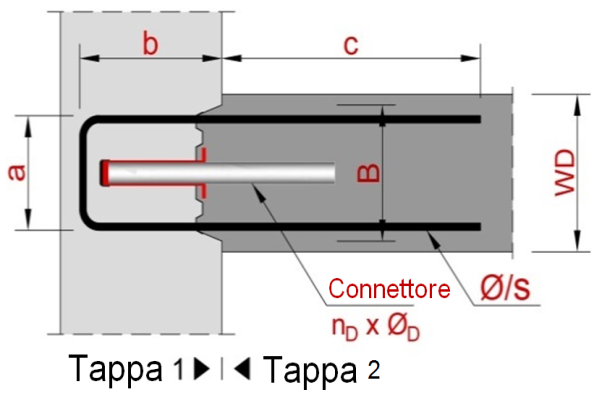 b
c
a
B
WD
Connettore
Ø/s
n_D x Ø_D
Tappa 1 Tappa 2